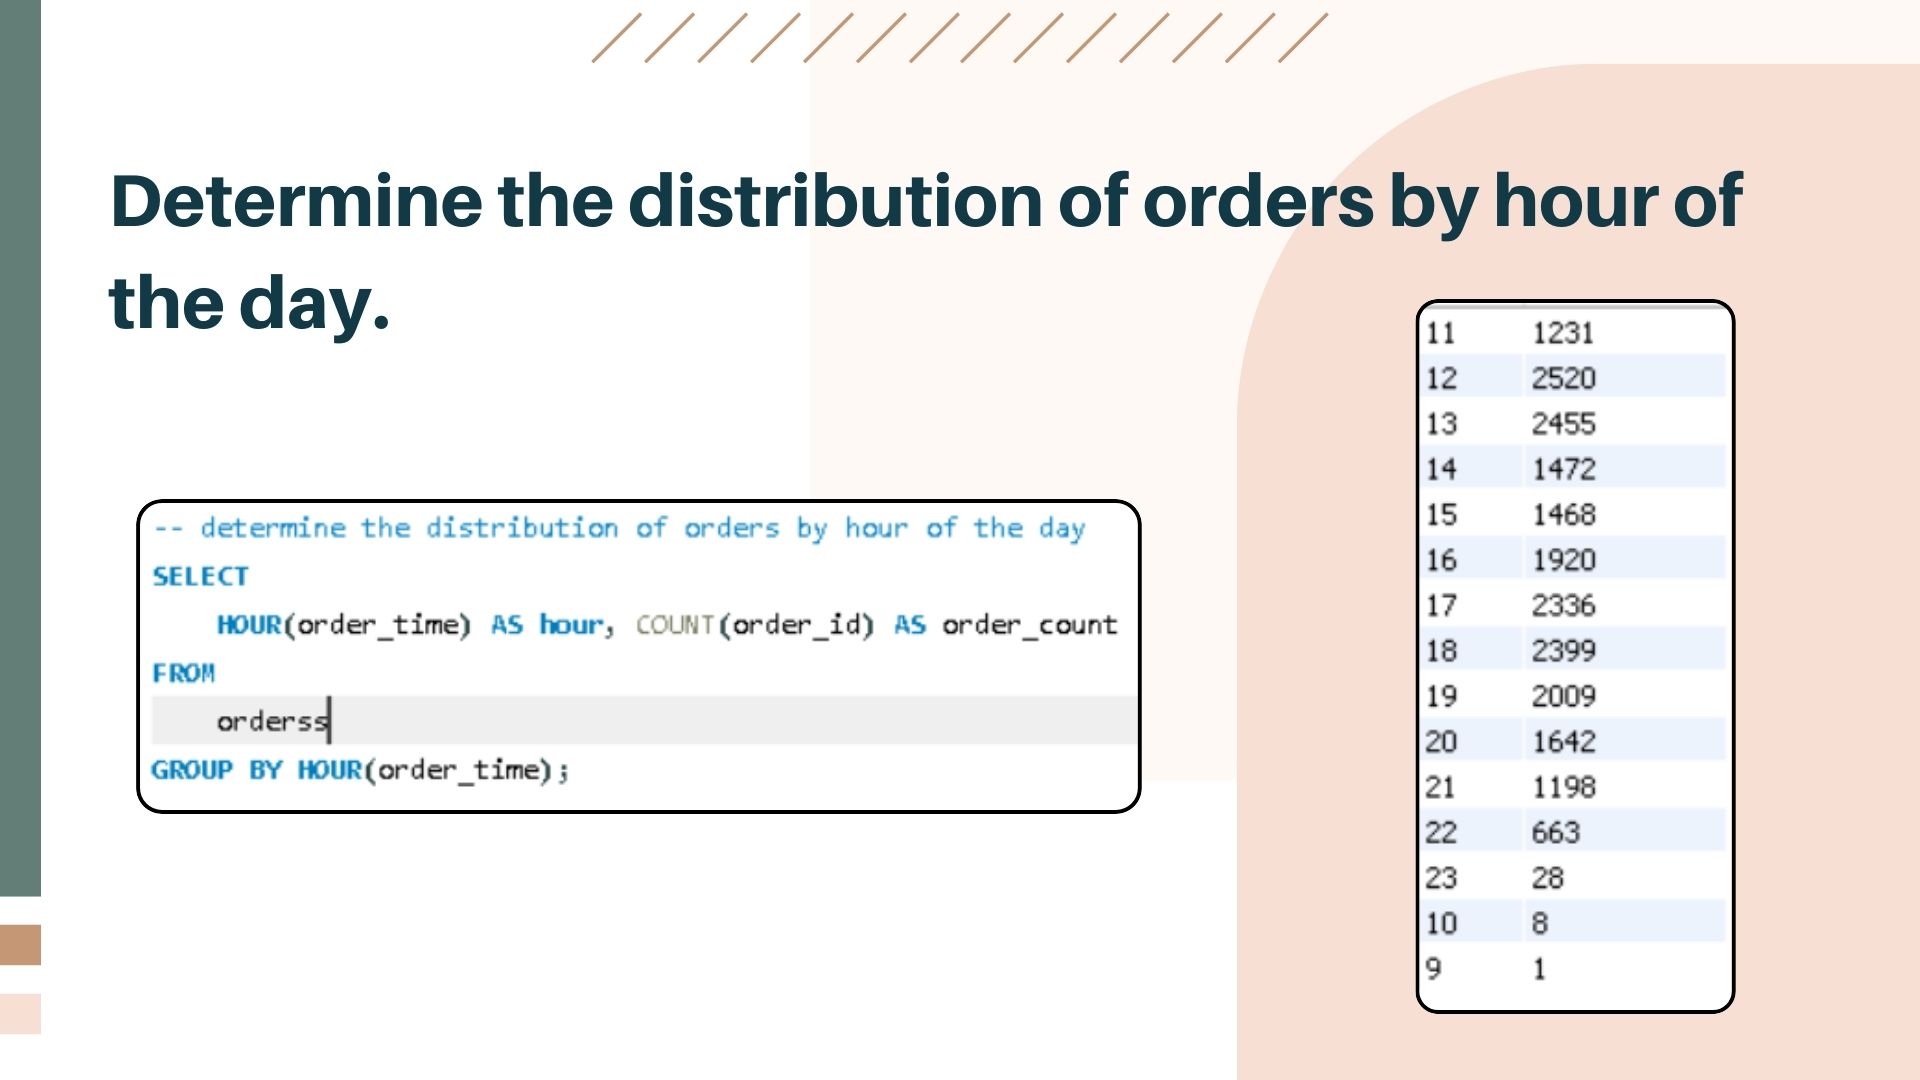 Determine the distribution of orders by hour of
the day.
-- determine the distribution of orders by hour of the day
SELECT
HOUR(order_time) AS hour, COUNT(order_id) AS order_count
FROM
orderss
GROUP BY HOUR(order_time);
11 1231
12 2520
13 2455
14 1472
15 1468
16 1920
17 2336
18 2399
19 2009
20 1642
21 1198
22 663
23 28
10 8
9 1